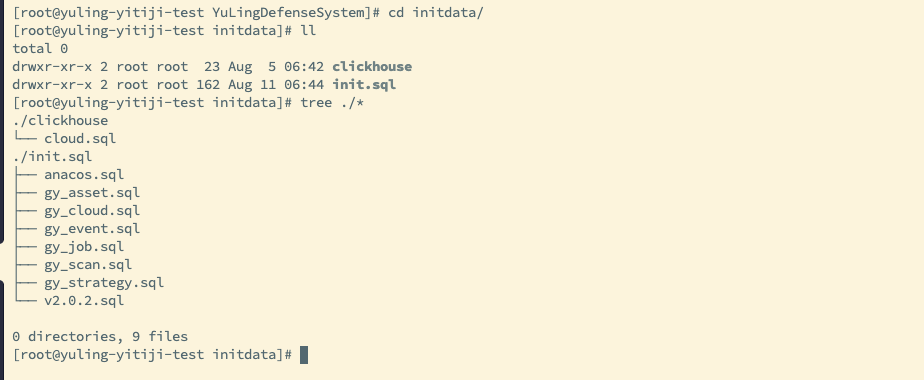 [root@yuling-yitiji-test YuLingDefenseSystem]# cd initdata/
[root@yuling-yitiji-test initdata]# ll
total 0
drwxr-xr-x 2 root root  23 Aug  5 06:42 clickhouse
drwxr-xr-x 2 root root 162 Aug 11 06:44 init.sql
[root@yuling-yitiji-test initdata]# tree ./*
./clickhouse
└── cloud.sql
./init.sql
├── anacos.sql
├── gy_asset.sql
├── gy_cloud.sql
├── gy_event.sql
├── gy_job.sql
├── gy_scan.sql
├── gy_strategy.sql
└── v2.0.2.sql
0 directories, 9 files
[root@yuling-yitiji-test initdata]#